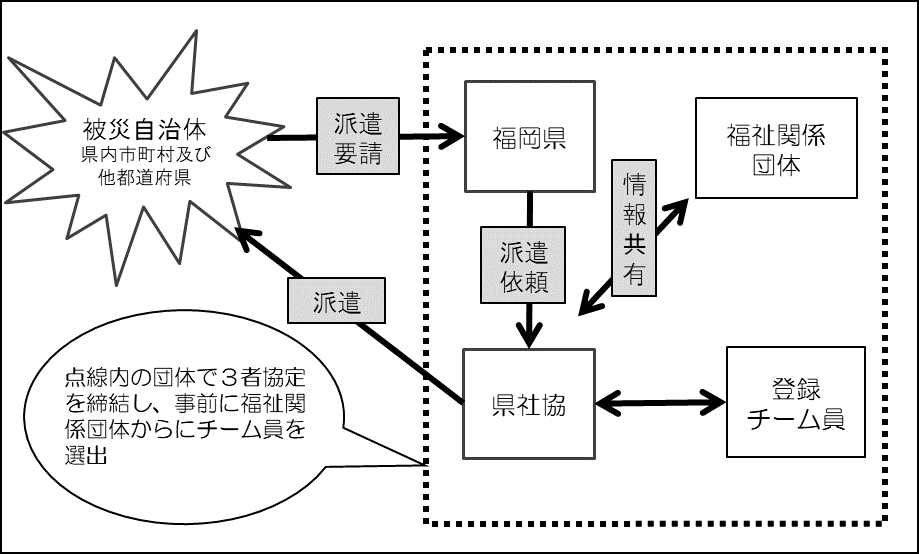 被災自治体
県内市町村及び
他都道府県
派遣
要請
福岡県
福祉関係
団体
派遣
依頼
情
報
共
有
派遣
点線内の団体で３者協定
を締結し、事前に福祉関
係団体からにチーム員を
選出
県社協
登録
チーム員